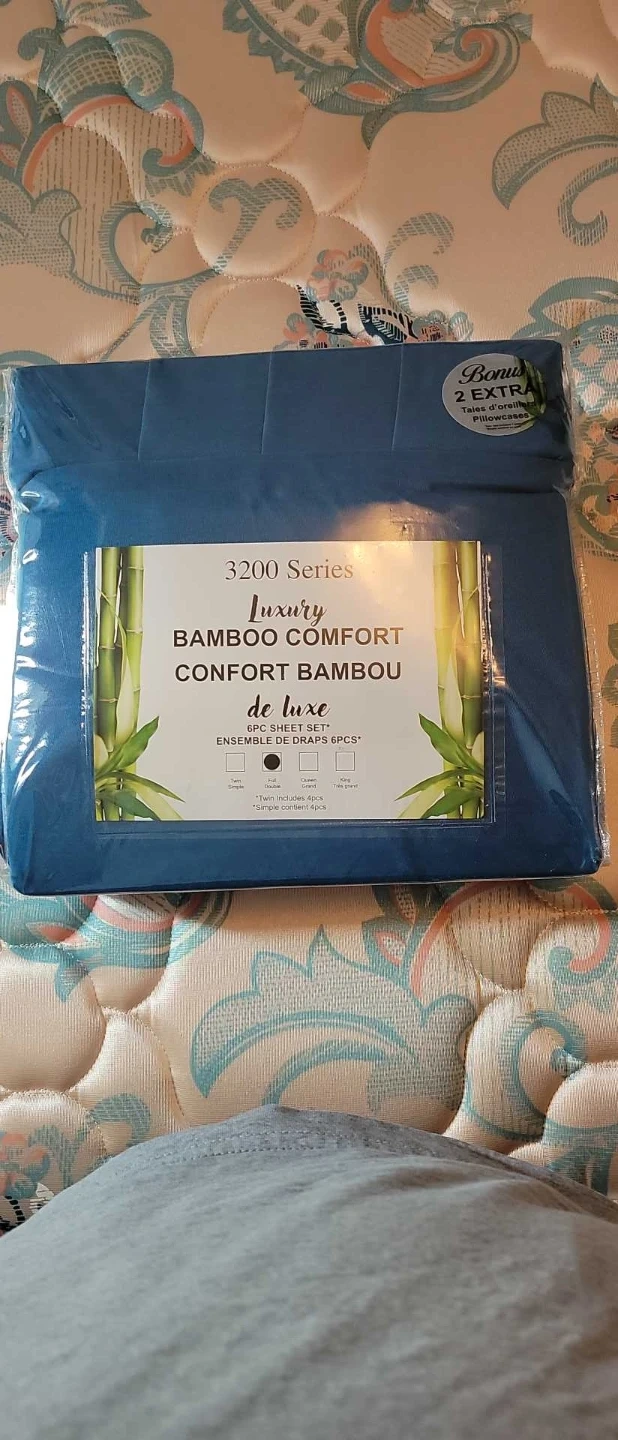 Bonus
2 EXTRA
Taies d'oreiller
Pillowcases
3200 Series
Luxury
BAMBOO COMFORT
CONFORT BAMBOU
de luxe
6PC SHEET SET*
ENSEMBLE DE DRAPS 6PCS*
Twin Full Queen King
Simple Double Grand Très grand
*Twin Includes 4pcs
*Simple contient 4pcs